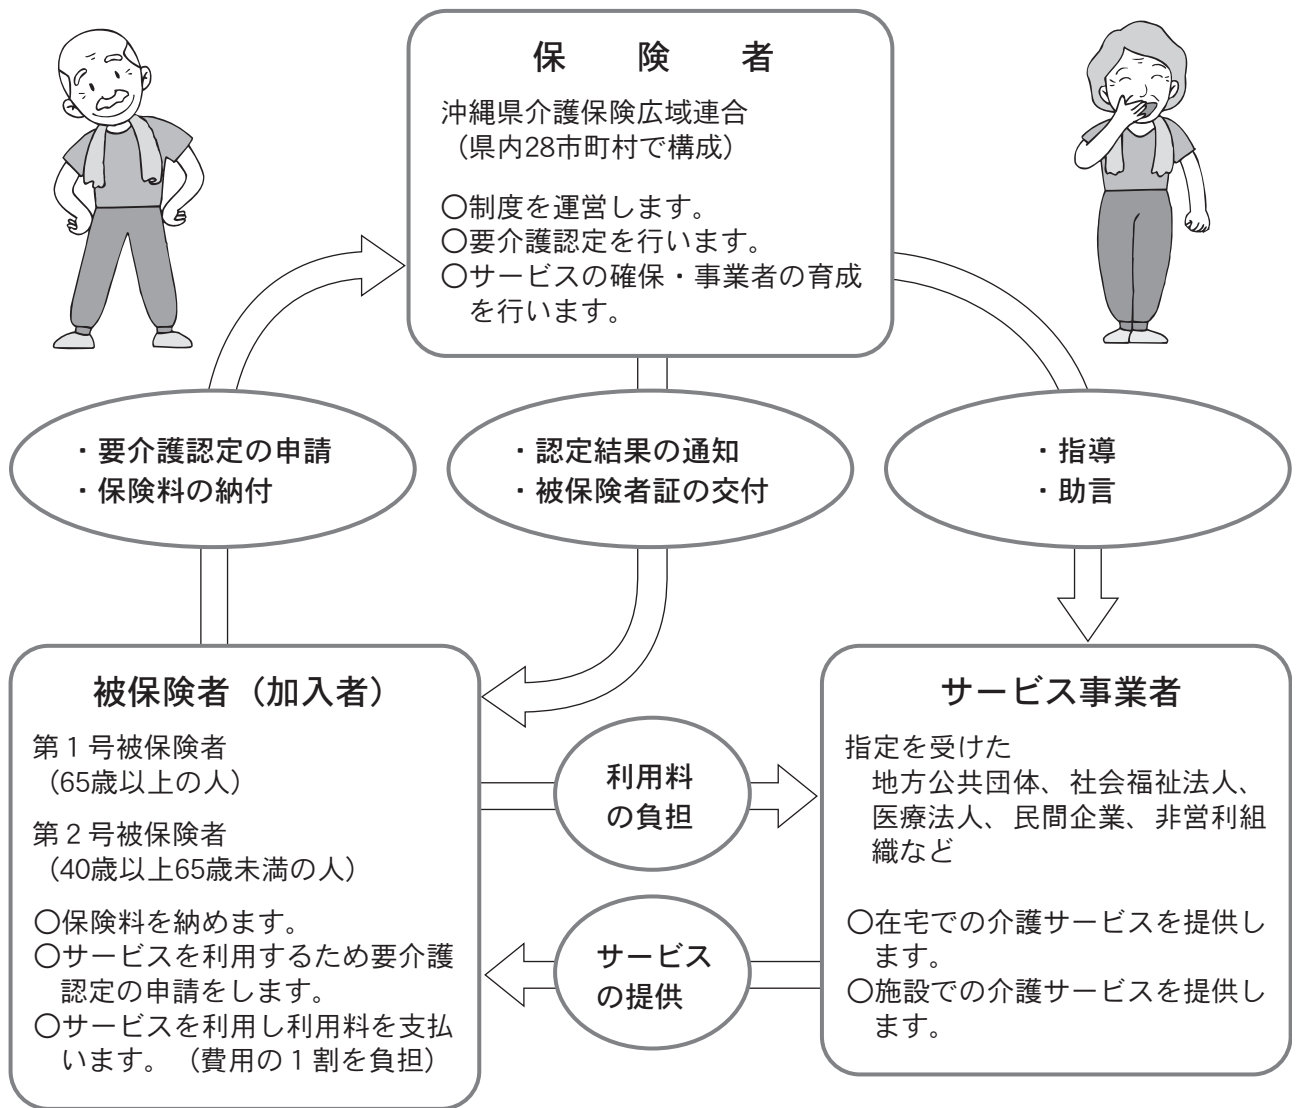 保　険　者
沖縄県介護保険広域連合
（県内28市町村で構成）
○制度を運営します。
○要介護認定を行います。
○サービスの確保・事業者の育成
を行います。
・要介護認定の申請
・保険料の納付
・認定結果の通知
・被保険者証の交付
・指導
・助言
被保険者（加入者）
第１号被保険者
（65歳以上の人）
第２号被保険者
（40歳以上65歳未満の人）
○保険料を納めます。
○サービスを利用するため要介護
認定の申請をします。
○サービスを利用し利用料を支払
います。（費用の１割を負担）
利用料
の負担
サービス
の提供
サービス事業者
指定を受けた
地方公共団体、社会福祉法人、
医療法人、民間企業、非営利組
織など
○在宅での介護サービスを提供し
ます。
○施設での介護サービスを提供し
ます。